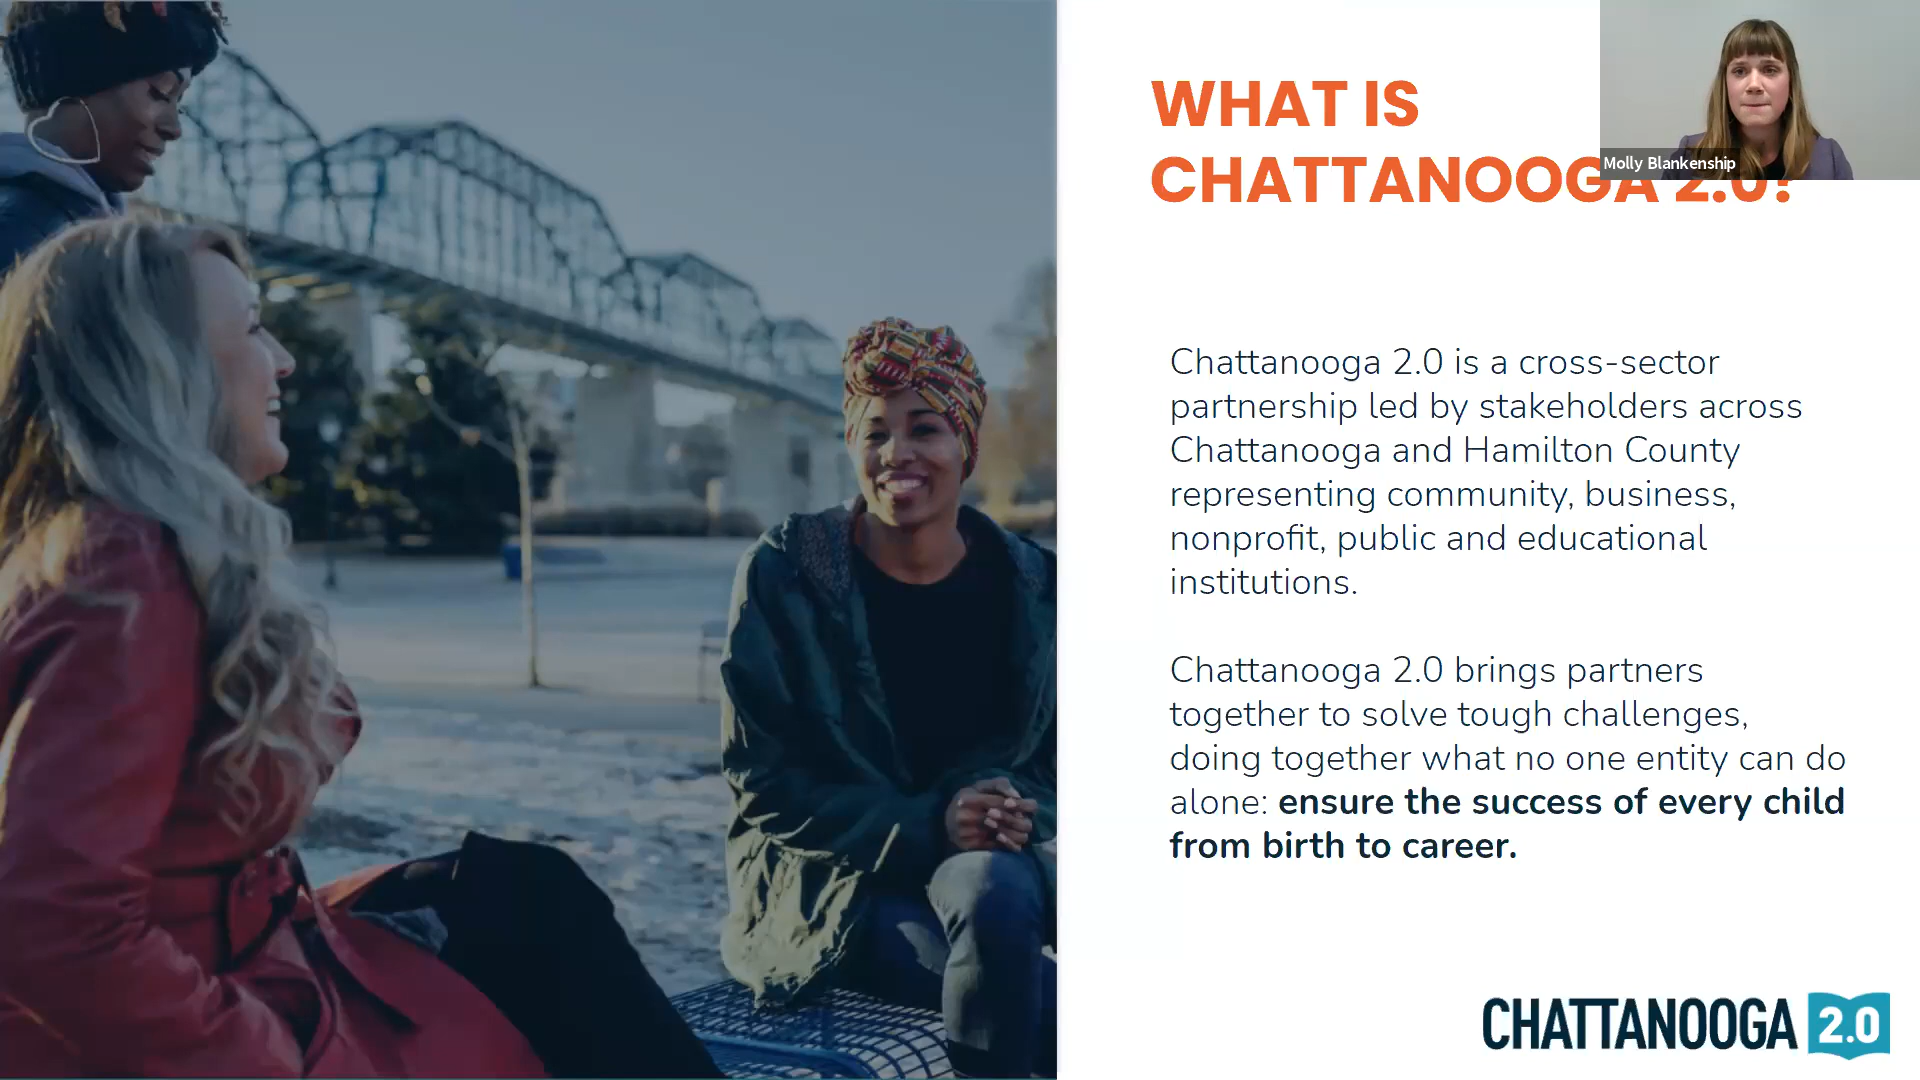 WHAT IS
CHATTANOOGA 2.0?
Molly Blankenship
Chattanooga 2.0 is a cross-sector
partnership led by stakeholders across
Chattanooga and Hamilton County
representing community, business,
nonprofit, public and educational
institutions.
Chattanooga 2.0 brings partners
together to solve tough challenges,
doing together what no one entity can do
alone: ensure the success of every child
from birth to career.
CHATTANOOGA 2.0